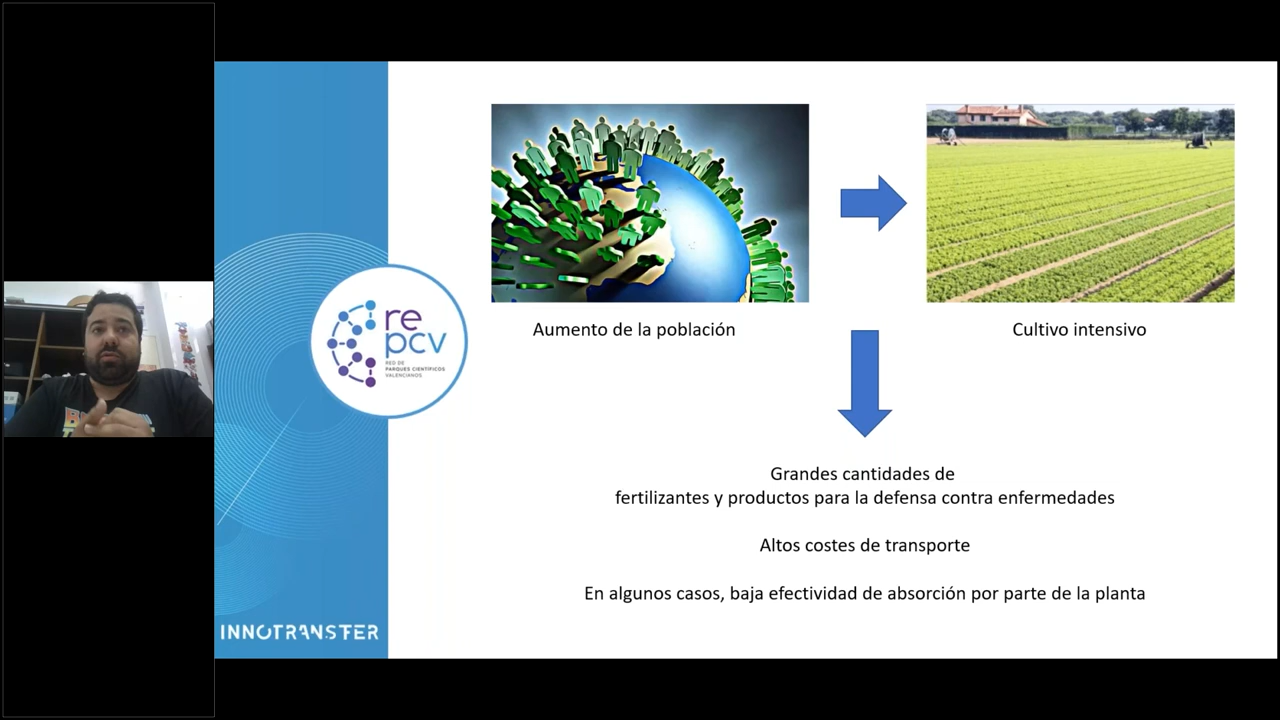 re
pcv
RED DE
PARQUES CIENTÍFICOS
VALENCIANOS
INNOTRANSFER
Aumento de la población
Cultivo intensivo
Grandes cantidades de
fertilizantes y productos para la defensa contra enfermedades
Altos costes de transporte
En algunos casos, baja efectividad de absorción por parte de la planta